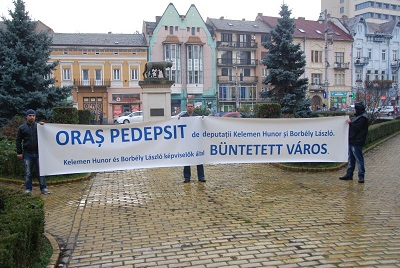 ORAȘ PEDEPSIT de deputații Kelemen Hunor și Borbély László.
Kelemen Hunor és Borbély László képviselők által BÜNTETETT VÁROS